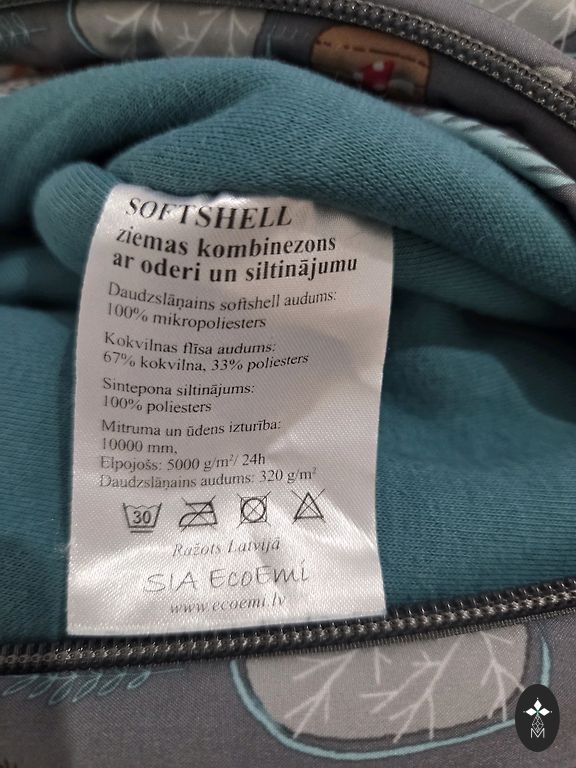 SOFTSHELL
ziemas kombinezons
ar oderi un siltinājumu
Daudzslāņains softshell audums:
100% mikropoliesters
Kokvilnas flīsa audums:
67% kokvilna, 33% poliesters
Sintepona siltinājums:
100% poliesters
Mitruma un ūdens izturība:
10000 mm,
Elpojošs: 5000 g/m²/ 24h
Daudzslāņains audums: 320 g/m²
30
Ražots Latvijā
SIA EcoEmi
www.ecoemi.lv
M